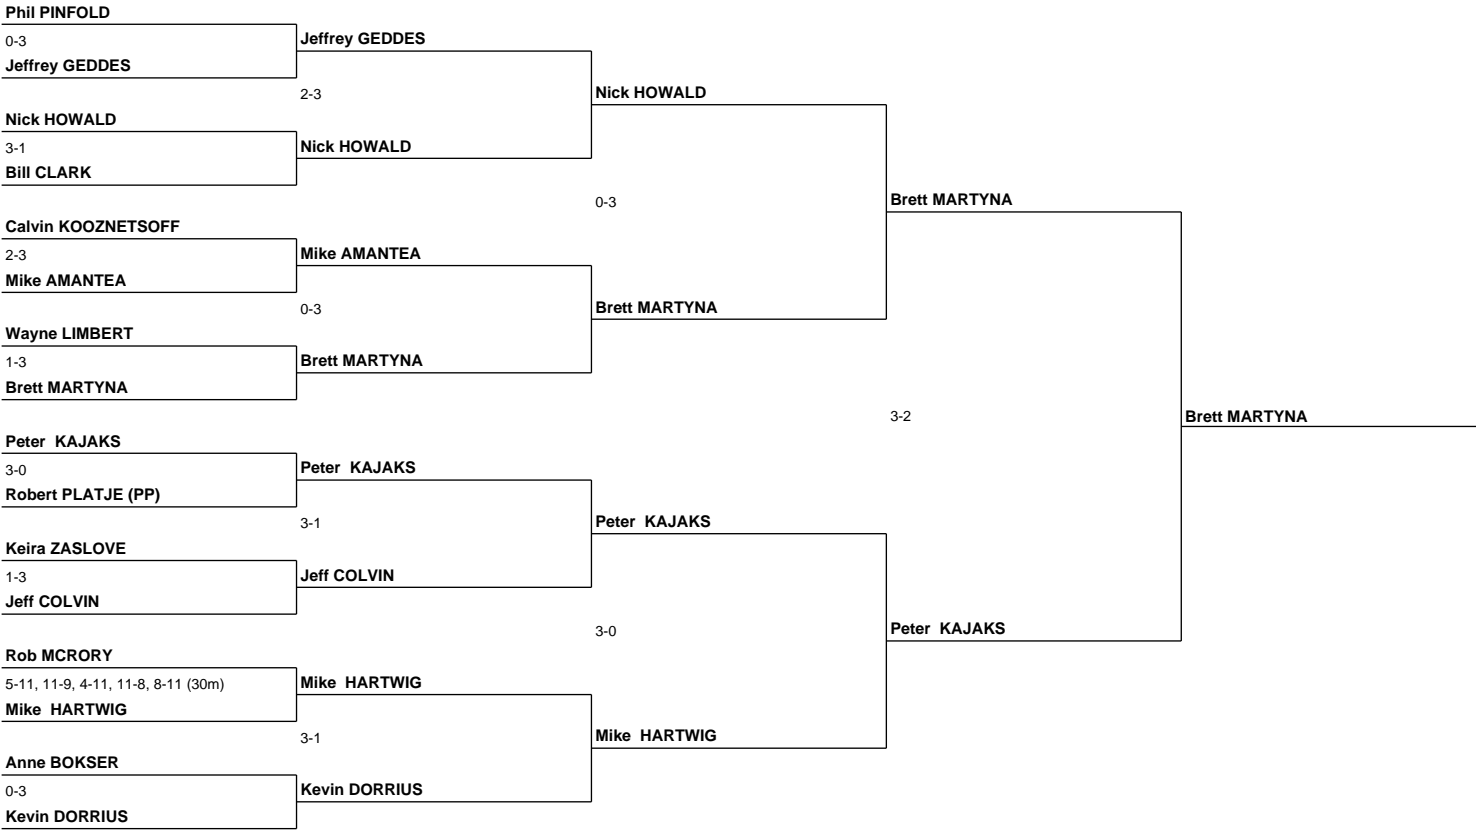 Phil PINFOLD
0-3
Jeffrey GEDDES
Jeffrey GEDDES
2-3
Nick HOWALD
Nick HOWALD
3-1
Bill CLARK
Nick HOWALD
0-3
Brett MARTYNA
Calvin KOOZNETSOFF
2-3
Mike AMANTEA
Mike AMANTEA
0-3
Brett MARTYNA
Wayne LIMBERT
1-3
Brett MARTYNA
Brett MARTYNA
3-2
Brett MARTYNA
Peter  KAJAKS
3-0
Robert PLATJE (PP)
Peter  KAJAKS
3-1
Peter  KAJAKS
Keira ZASLOVE
1-3
Jeff COLVIN
Jeff COLVIN
3-0
Peter  KAJAKS
Rob MCRORY
5-11, 11-9, 4-11, 11-8, 8-11 (30m)
Mike  HARTWIG
Mike  HARTWIG
3-1
Mike  HARTWIG
Anne BOKSER
0-3
Kevin DORRIUS
Kevin DORRIUS